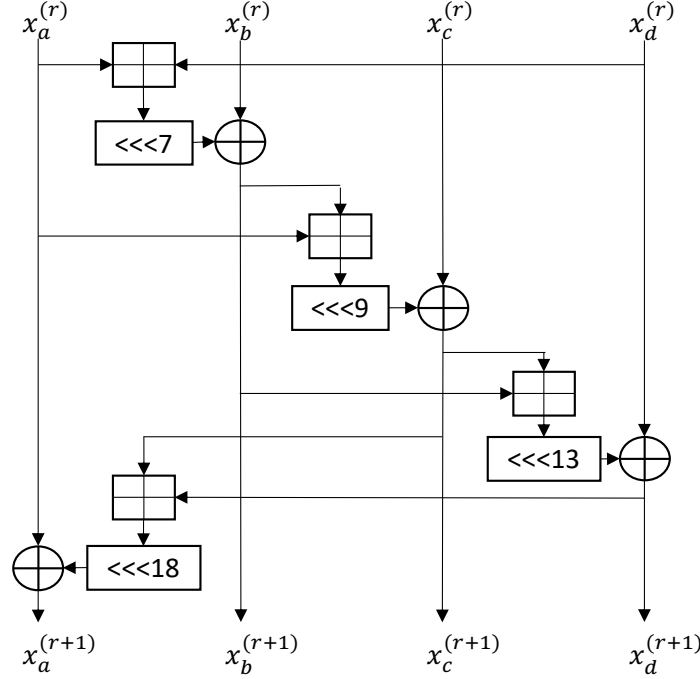 x_a^(r) x_b^(r) x_c^(r) x_d^(r)
<<<7
<<<9
<<<13
<<<18
x_a^(r+1) x_b^(r+1) x_c^(r+1) x_d^(r+1)